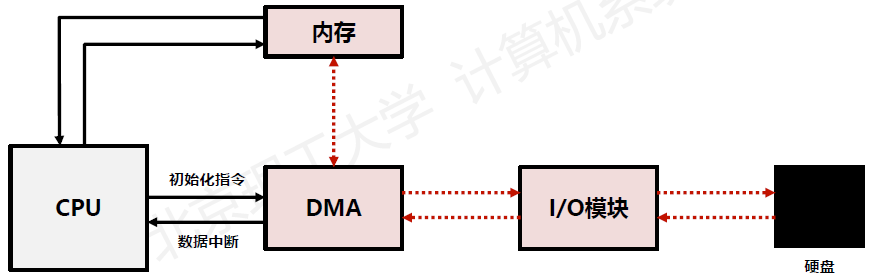 内存
CPU
初始化指令
数据中断
DMA
I/O模块
硬盘
北京理工大学 计算机系